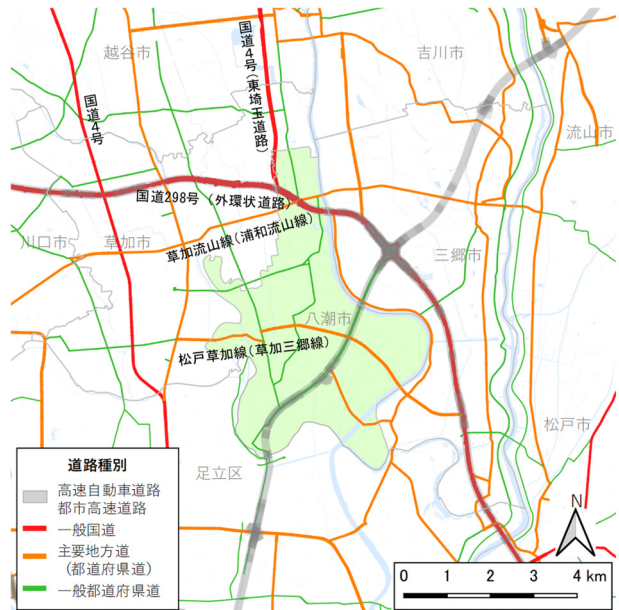 越谷市
吉川市
国道4号(東埼玉道路)
国道4号
流山市
国道298号（外環状道路）
川口市
草加市
草加流山線(浦和流山線)
三郷市
八潮市
松戸草加線(草加三郷線)
松戸市
足立区
道路種別
高速自動車道路
都市高速道路
一般国道
主要地方道
（都道府県道）
一般都道府県道
N
0 1 2 3 4 km